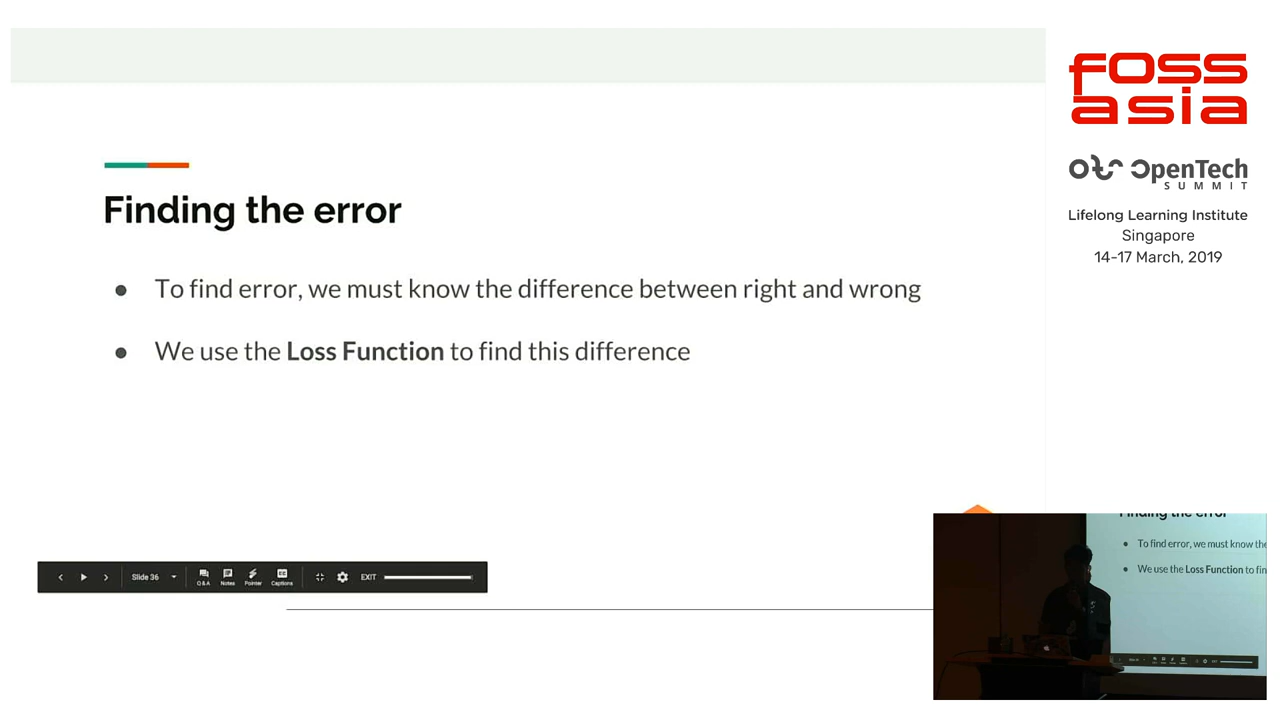 Finding the error
● To find error, we must know the difference between right and wrong
● We use the Loss Function to find this difference
Slide 36
Q&A
Notes
Pointer
Captions
EXIT
foss
asia
OpenTech
SUMMIT
Lifelong Learning Institute
Singapore
14-17 March, 2019
Finding the error
● To find error, we must know the
● We use the Loss Function to fin